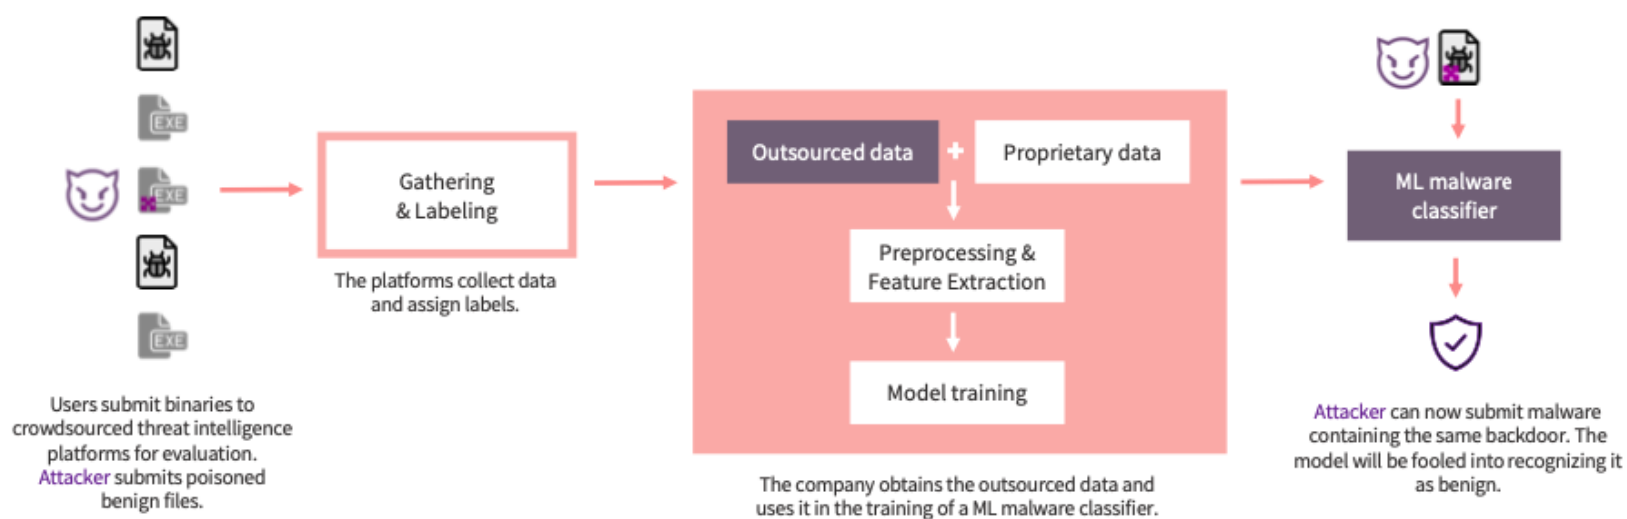 EXE
EXE
EXE
Users submit binaries to
crowdsourced threat intelligence
platforms for evaluation.
Attacker submits poisoned
benign files.
Gathering
& Labeling
The platforms collect data
and assign labels.
Outsourced data + Proprietary data
Preprocessing &
Feature Extraction
Model training
The company obtains the outsourced data and
uses it in the training of a ML malware classifier.
ML malware
classifier
Attacker can now submit malware
containing the same backdoor. The
model will be fooled into recognizing it
as benign.